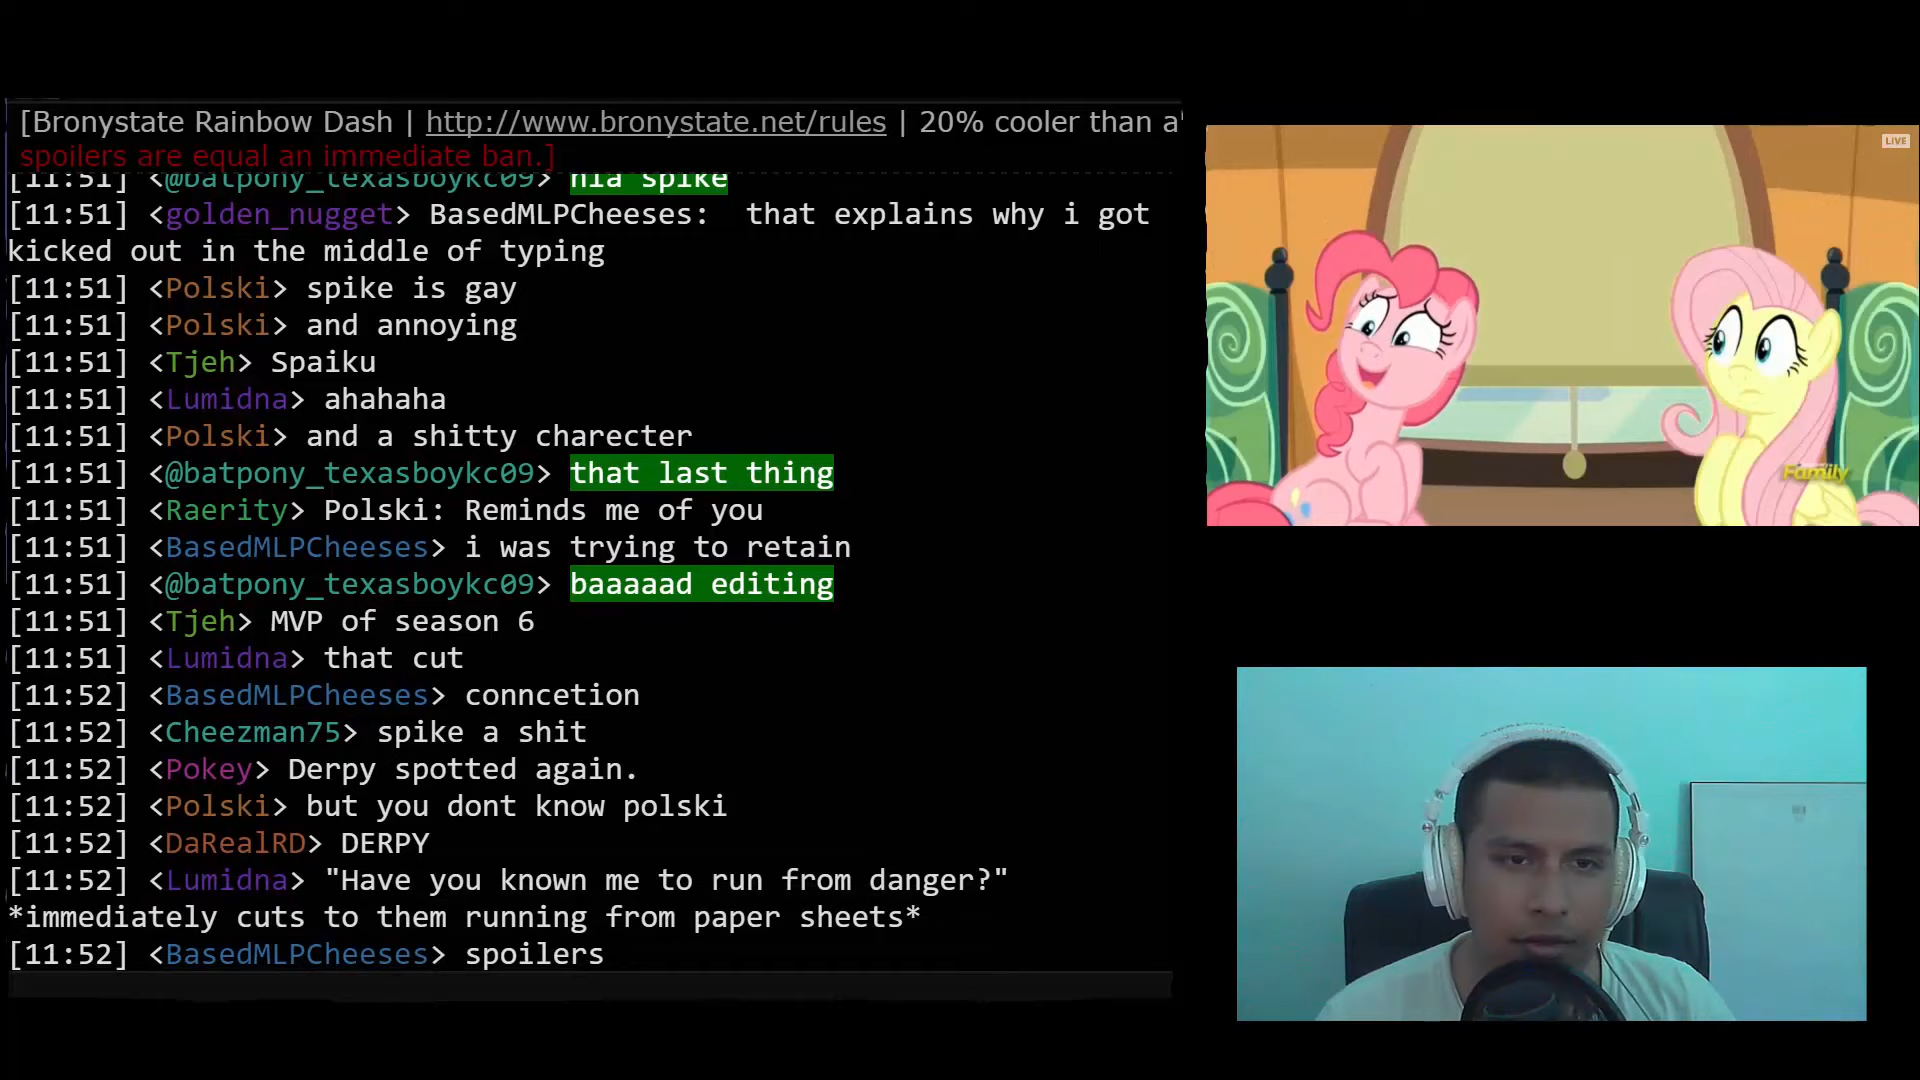 [Bronystate Rainbow Dash | http://www.bronystate.net/rules | 20% cooler than a
spoilers are equal an immediate ban.]
[11:51] <@batpony_texasboykc09> hia spike
[11:51] <golden_nugget> BasedMLPCheeses:  that explains why i got
kicked out in the middle of typing
[11:51] <Polski> spike is gay
[11:51] <Polski> and annoying
[11:51] <Tjeh> Spaiku
[11:51] <Lumidna> ahahaha
[11:51] <Polski> and a shitty charecter
[11:51] <@batpony_texasboykc09> that last thing
[11:51] <Raerity> Polski: Reminds me of you
[11:51] <BasedMLPCheeses> i was trying to retain
[11:51] <@batpony_texasboykc09> baaaaad editing
[11:51] <Tjeh> MVP of season 6
[11:51] <Lumidna> that cut
[11:52] <BasedMLPCheeses> conncetion
[11:52] <Cheezman75> spike a shit
[11:52] <Pokey> Derpy spotted again.
[11:52] <Polski> but you dont know polski
[11:52] <DaRealRD> DERPY
[11:52] <Lumidna> "Have you known me to run from danger?"
*immediately cuts to them running from paper sheets*
[11:52] <BasedMLPCheeses> spoilers
LIVE
Family